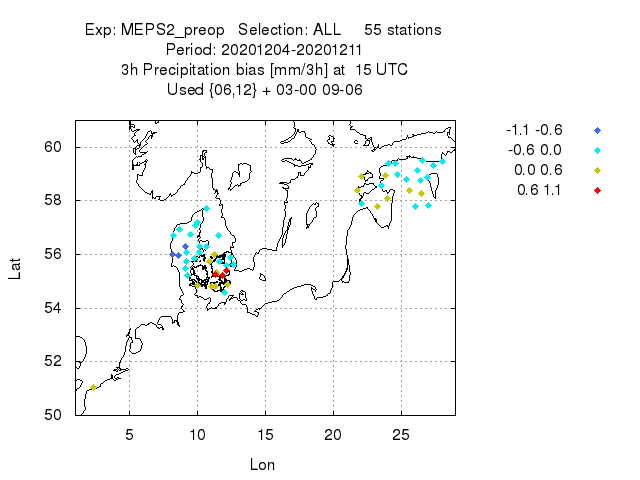 Exp: MEPS2_preop   Selection: ALL     55 stations
Period: 20201204-20201211
3h Precipitation bias [mm/3h] at  15 UTC
Used {06,12} + 03-00 09-06
-1.1 -0.6
-0.6 0.0
0.0 0.6
0.6 1.1
60
58
56
54
52
50
Lat
5 10 15 20 25
Lon